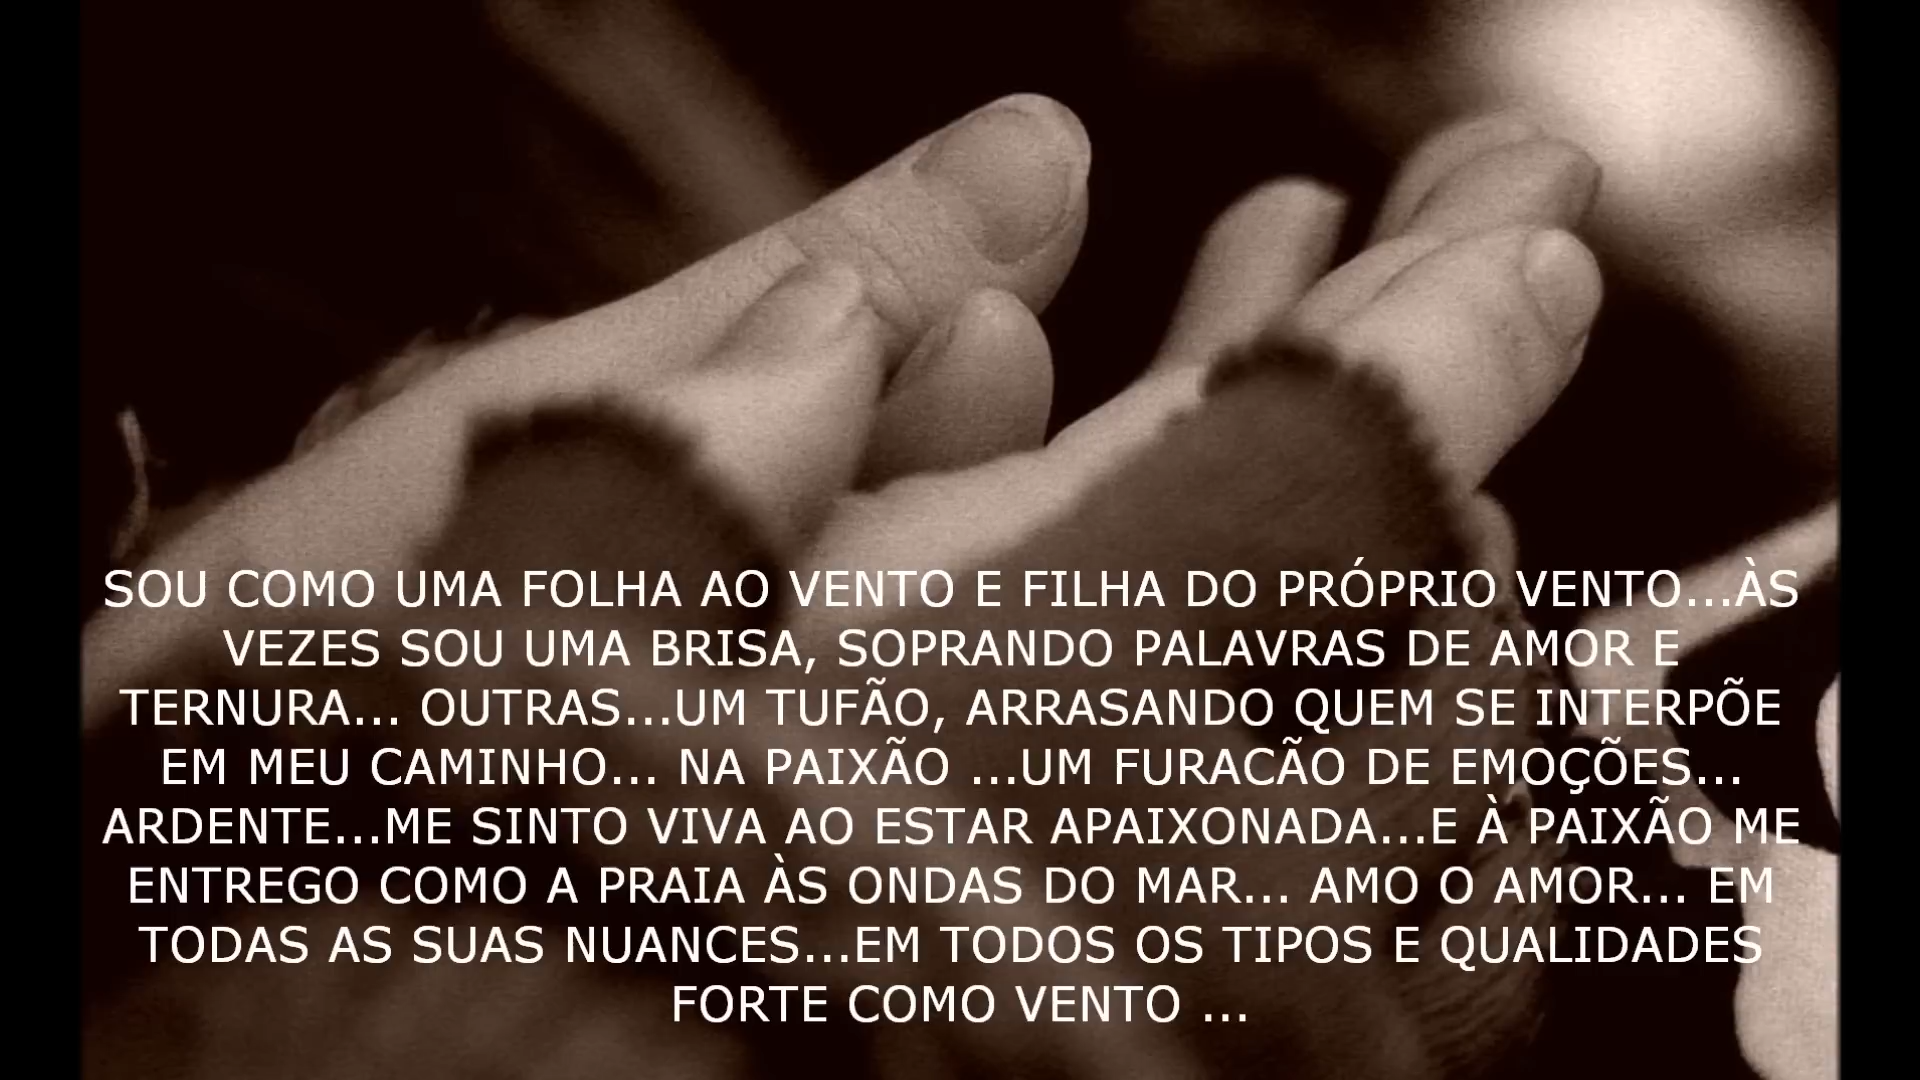 SOU COMO UMA FOLHA AO VENTO E FILHA DO PRÓPRIO VENTO...ÀS
VEZES SOU UMA BRISA, SOPRANDO PALAVRAS DE AMOR E
TERNURA... OUTRAS...UM TUFÃO, ARRASANDO QUEM SE INTERPÕE
EM MEU CAMINHO... NA PAIXÃO ...UM FURACÃO DE EMOÇÕES...
ARDENTE...ME SINTO VIVA AO ESTAR APAIXONADA...E À PAIXÃO ME
ENTREGO COMO A PRAIA ÀS ONDAS DO MAR... AMO O AMOR... EM
TODAS AS SUAS NUANCES...EM TODOS OS TIPOS E QUALIDADES
FORTE COMO VENTO ...